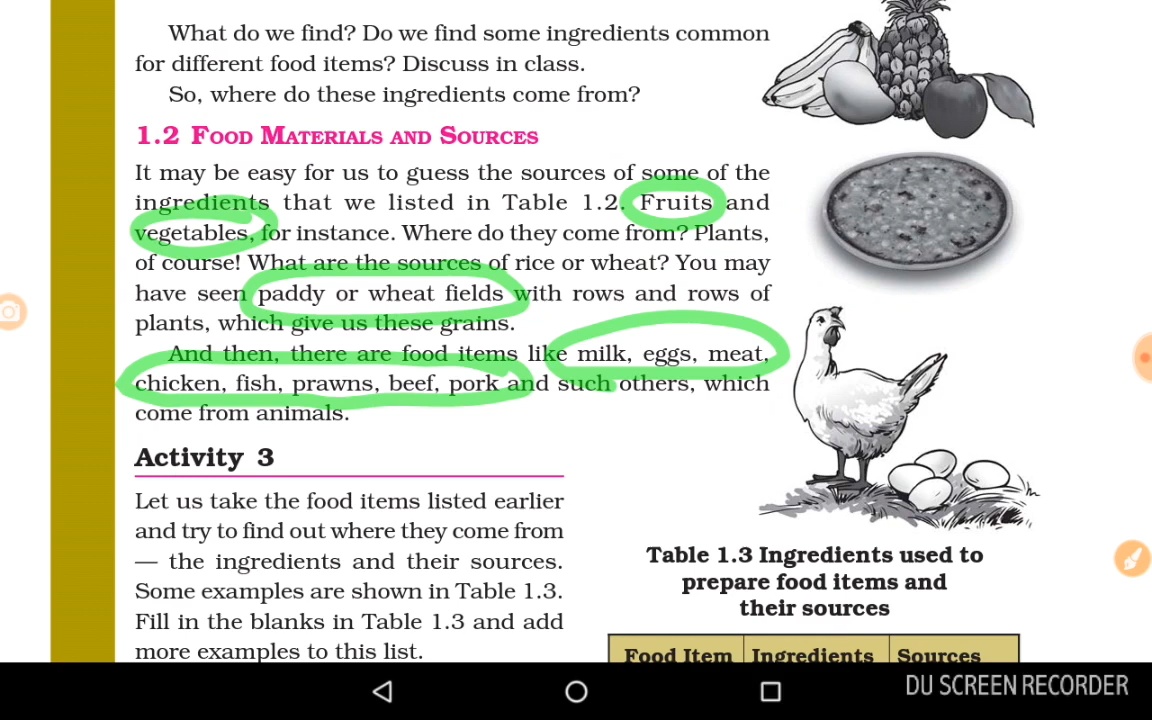 What do we find? Do we find some ingredients common
for different food items? Discuss in class.
So, where do these ingredients come from?
1.2 FOOD MATERIALS AND SOURCES
It may be easy for us to guess the sources of some of the
ingredients that we listed in Table 1.2. Fruits and
vegetables, for instance. Where do they come from? Plants,
of course! What are the sources of rice or wheat? You may
have seen paddy or wheat fields with rows and rows of
plants, which give us these grains.
And then, there are food items like milk, eggs, meat,
chicken, fish, prawns, beef, pork and such others, which
come from animals.
Activity 3
Let us take the food items listed earlier
and try to find out where they come from
— the ingredients and their sources.
Some examples are shown in Table 1.3.
Fill in the blanks in Table 1.3 and add
more examples to this list.
Table 1.3 Ingredients used to
prepare food items and
their sources
Food Item Ingredients Sources
DU SCREEN RECORDER